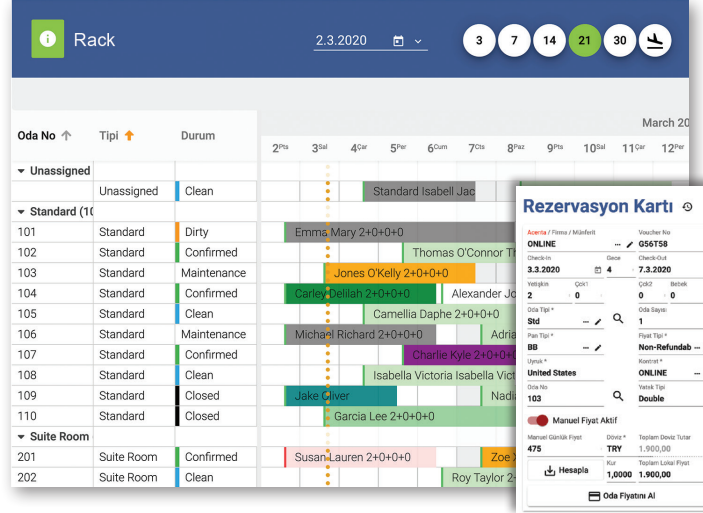 Rack
2.3.2020
3 7 14 21 30
March 20
Oda No Tipi Durum
2Pts 3Sal 4Çar 5Per 6Cum 7Cts 8Paz 9Pts 10Sal 11Çar 12Per
Unassigned
Unassigned Clean Standard Isabell Jac
Standard (10
101 Standard Dirty Emma Mary 2+0+0+0
102 Standard Confirmed Thomas O'Connor Th
103 Standard Maintenance Jones O'Kelly 2+0+0+0
104 Standard Confirmed Carley Delilah 2+0+0+0 Alexander Jo
105 Standard Clean Camellia Daphe 2+0+0+0
106 Standard Maintenance Michael Richard 2+0+0+0 Adria
107 Standard Confirmed Charlie Kyle 2+0+0+0
108 Standard Clean Isabella Victoria Isabella Vict
109 Standard Closed Jake Oliver Nadi
110 Standard Closed Garcia Lee 2+0+0+0
Suite Room
201 Suite Room Confirmed Susan Lauren 2+0+0+0 Zoe
202 Suite Room Clean Roy Taylor 2+
Rezervasyon Kartı
Acenta / Firma / Münferit Voucher No
ONLINE ... G56T58
Check-In Gece Check-Out
3.3.2020 4 7.3.2020
Yetişkin Çck1 Çck2 Bebek
2 0 0 0
Oda Tipi * Oda Sayısı
Std ... 1
Pan Tipi * Fiyat Tipi *
BB ... Non-Refundab ...
Uyruk * Kontrat *
United States ONLINE ...
Oda No Yatak Tipi
103 Double
Manuel Fiyat Aktif
Manuel Günlük Fiyat Döviz * Toplam Döviz Tutar
475 TRY 1.900,00
Hesapla Kur Toplam Lokal Fiyat
1,0000 1.900,00
Oda Fiyatını Al